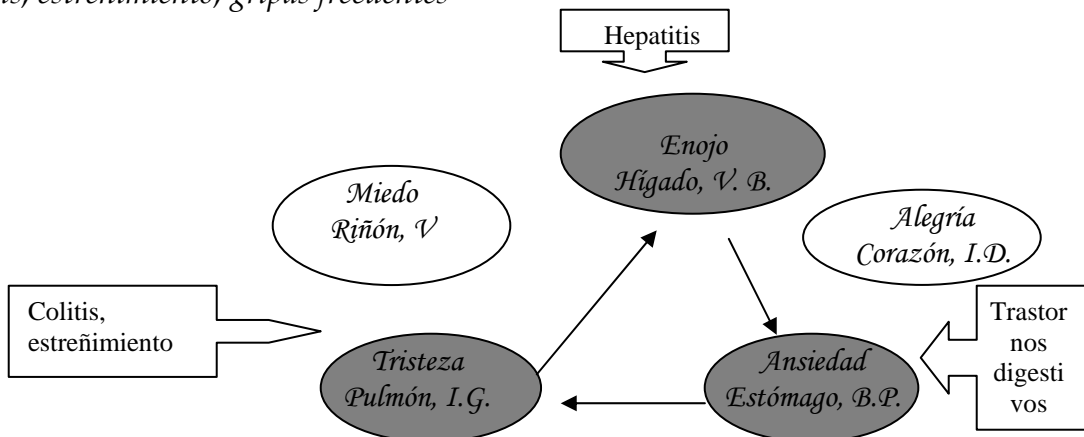 estreñimiento, gripas frecuentes
Hepatitis
Enojo
Hígado, V. B.
Miedo
Riñón, V
Alegría
Corazón, I.D.
Colitis,
estreñimiento
Tristeza
Pulmón, I.G.
Ansiedad
Estómago, B.P.
Trastor
nos
digesti
vos